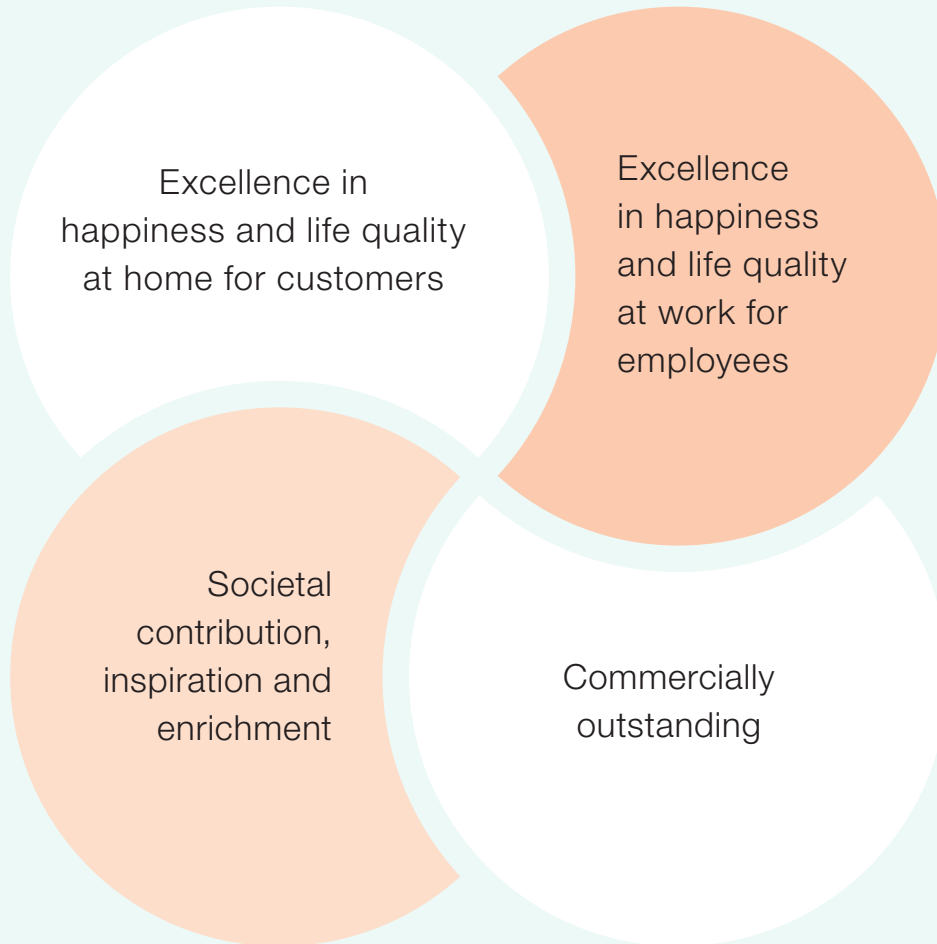 Excellence in
happiness and life quality
at home for customers
Excellence
in happiness
and life quality
at work for
employees
Societal
contribution,
inspiration and
enrichment
Commercially
outstanding